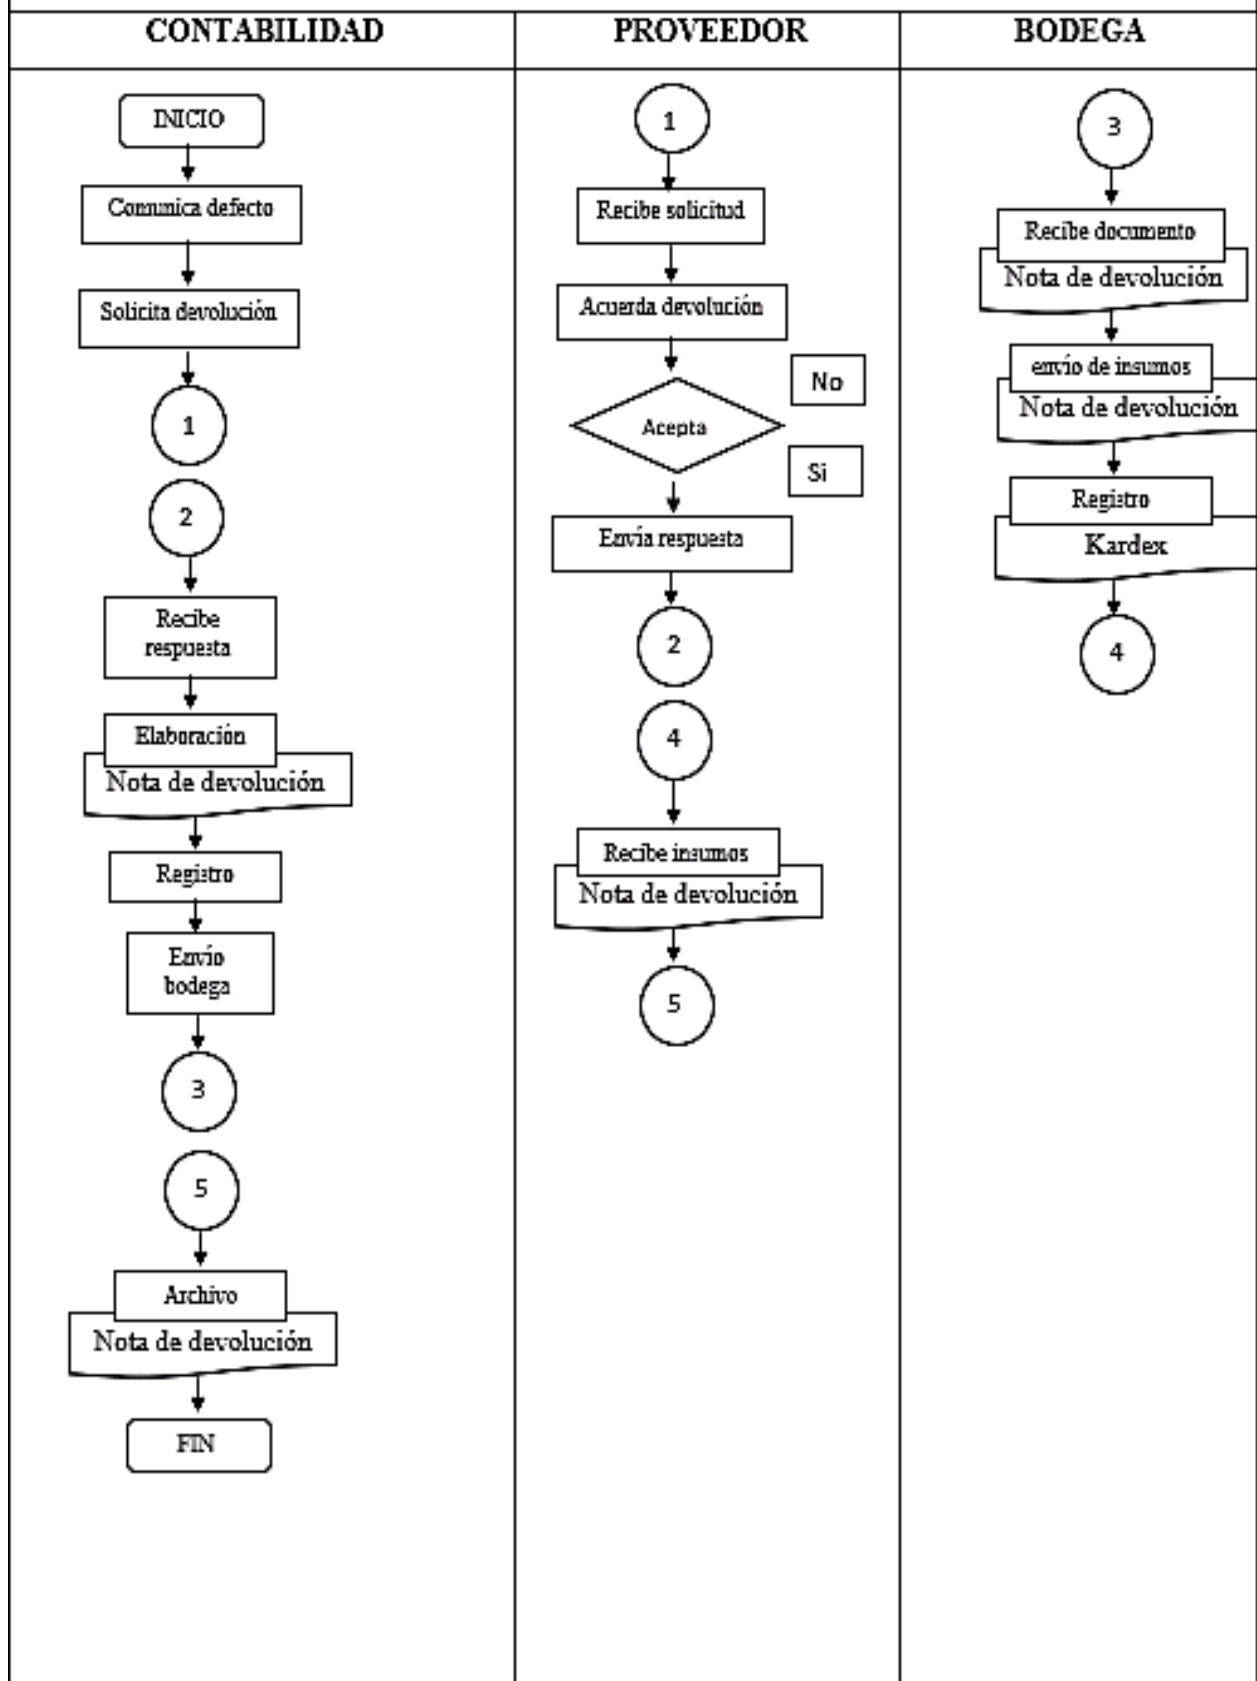 CONTABILIDAD
PROVEEDOR
BODEGA
INICIO
Comunica defecto
Solicita devolución
1
2
Recibe
respuesta
Elaboración
Nota de devolución
Registro
Envío
bodega
3
5
Archivo
Nota de devolución
FIN
1
Recibe solicitud
Acuerda devolución
Acepta
No
Si
Envía respuesta
2
4
Recibe insumos
Nota de devolución
5
3
Recibe documento
Nota de devolución
envío de insumos
Nota de devolución
Registro
Kardex
4